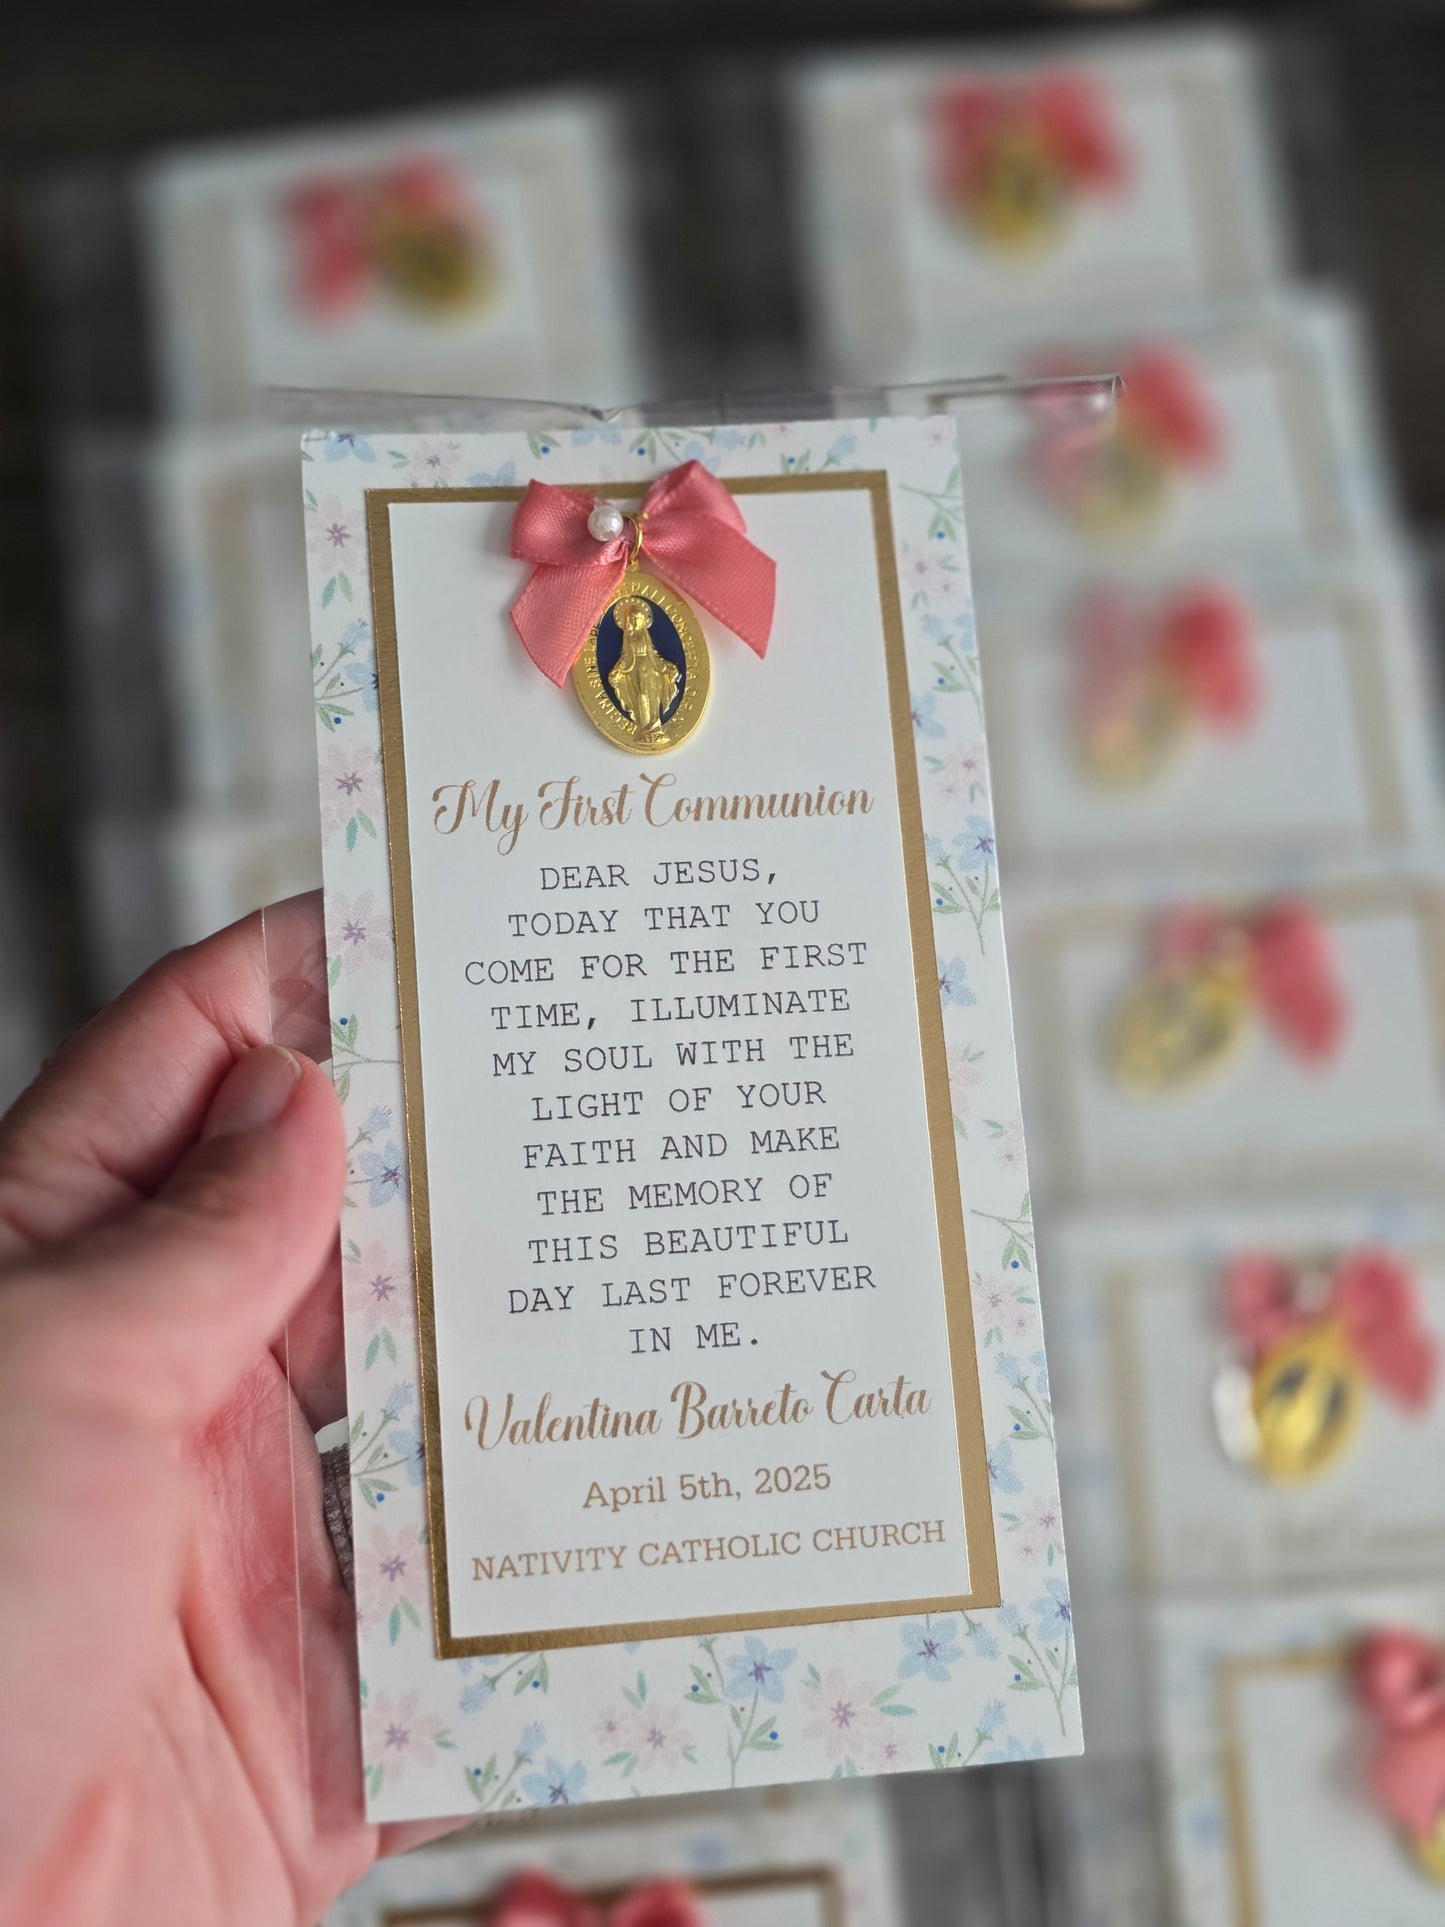 My First Communion
DEAR JESUS,
TODAY THAT YOU
COME FOR THE FIRST
TIME, ILLUMINATE
MY SOUL WITH THE
LIGHT OF YOUR
FAITH AND MAKE
THE MEMORY OF
THIS BEAUTIFUL
DAY LAST FOREVER
IN ME.
Valentina Barreto Carta
April 5th, 2025
NATIVITY CATHOLIC CHURCH